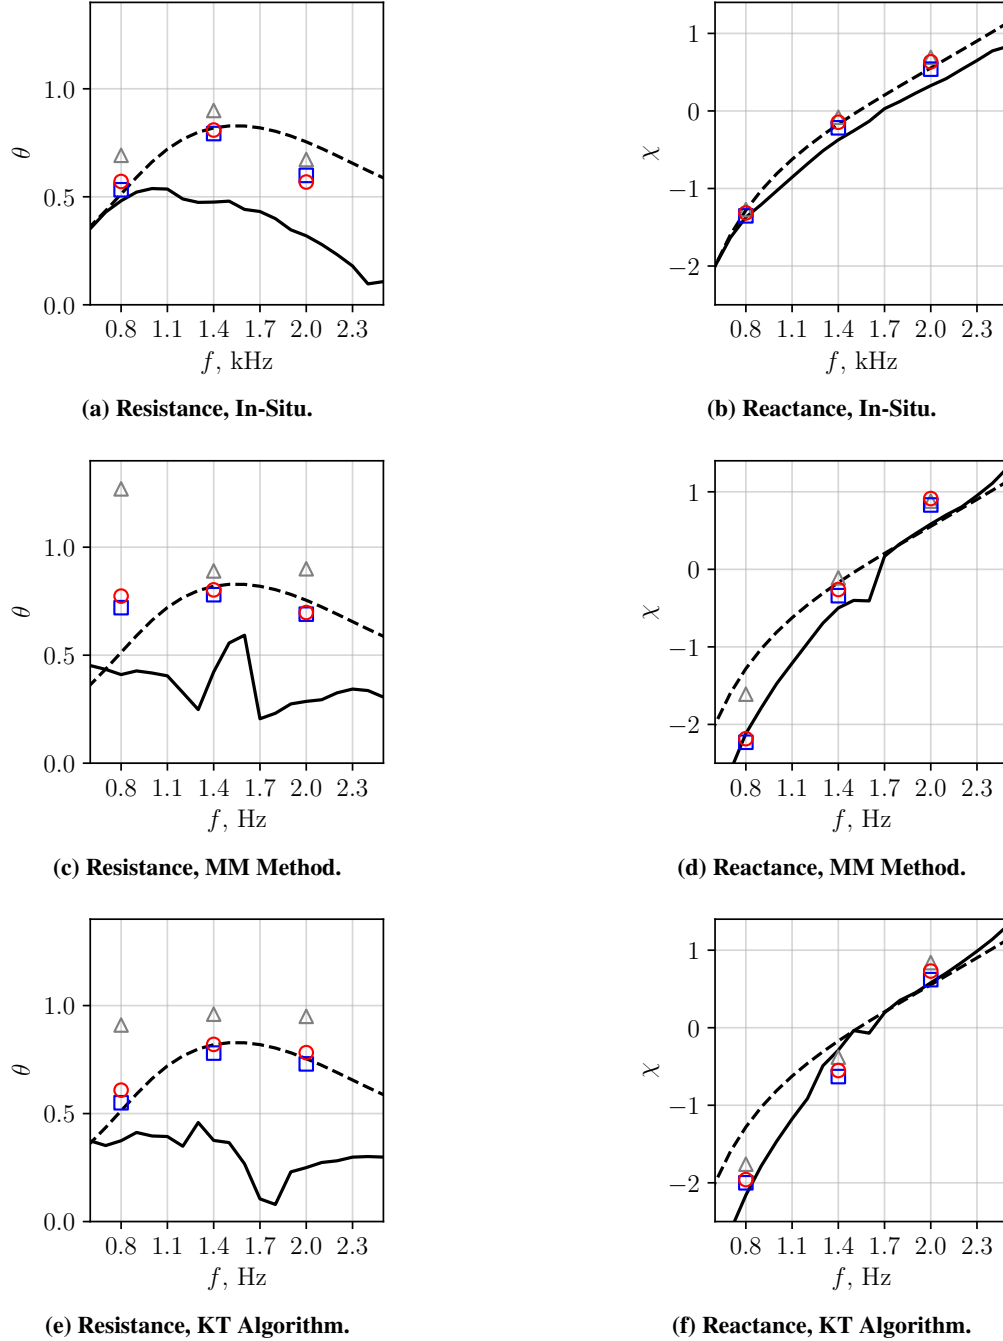 1.0
0.5
0.0
θ
0.8 1.1 1.4 1.7 2.0 2.3
f, kHz
(a) Resistance, In-Situ.
1
0
−1
−2
χ
0.8 1.1 1.4 1.7 2.0 2.3
f, kHz
(b) Reactance, In-Situ.
1.0
0.5
0.0
θ
0.8 1.1 1.4 1.7 2.0 2.3
f, Hz
(c) Resistance, MM Method.
1
0
−1
−2
χ
0.8 1.1 1.4 1.7 2.0 2.3
f, Hz
(d) Reactance, MM Method.
1.0
0.5
0.0
θ
0.8 1.1 1.4 1.7 2.0 2.3
f, Hz
(e) Resistance, KT Algorithm.
1
0
−1
−2
χ
0.8 1.1 1.4 1.7 2.0 2.3
f, Hz
(f) Reactance, KT Algorithm.